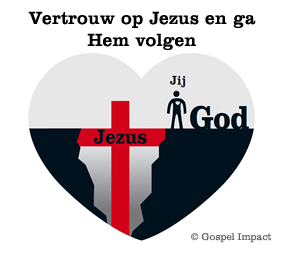 Vertrouw op Jezus en ga
Hem volgen
Jij
God
Jezus
© Gospel Impact